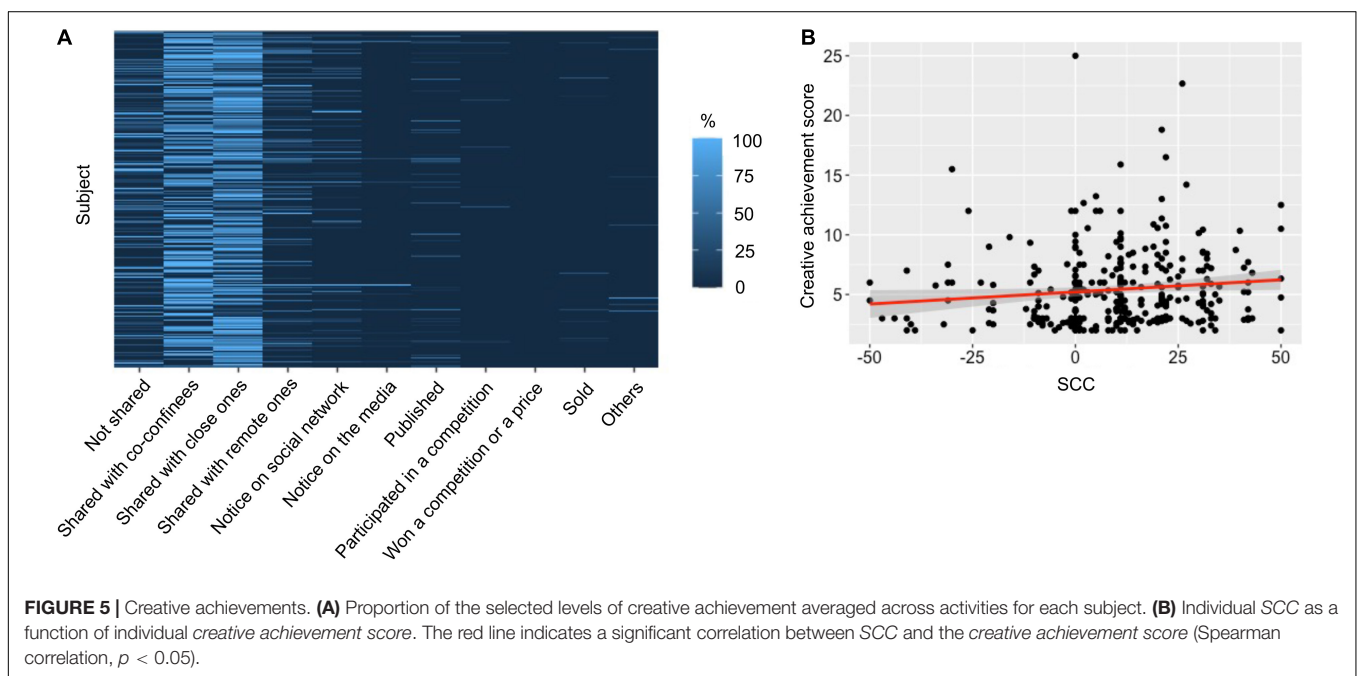 A
Subject
Not shared
Shared with co-confinees
Shared with close ones
Shared with remote ones
Notice on social network
Notice on the media
Published
Participated in a competition
Won a competition or a price
Sold
Others
%
100
75
50
25
0
B
Creative achievement score
25
20
15
10
5
-50
-25
0
25
50
SCC
FIGURE 5 | Creative achievements. (A) Proportion of the selected levels of creative achievement averaged across activities for each subject. (B) Individual SCC as a
function of individual creative achievement score. The red line indicates a significant correlation between SCC and the creative achievement score (Spearman
correlation, p < 0.05).